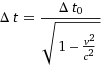 Δ t = Δ t₀ / √(1 − v²/c²)